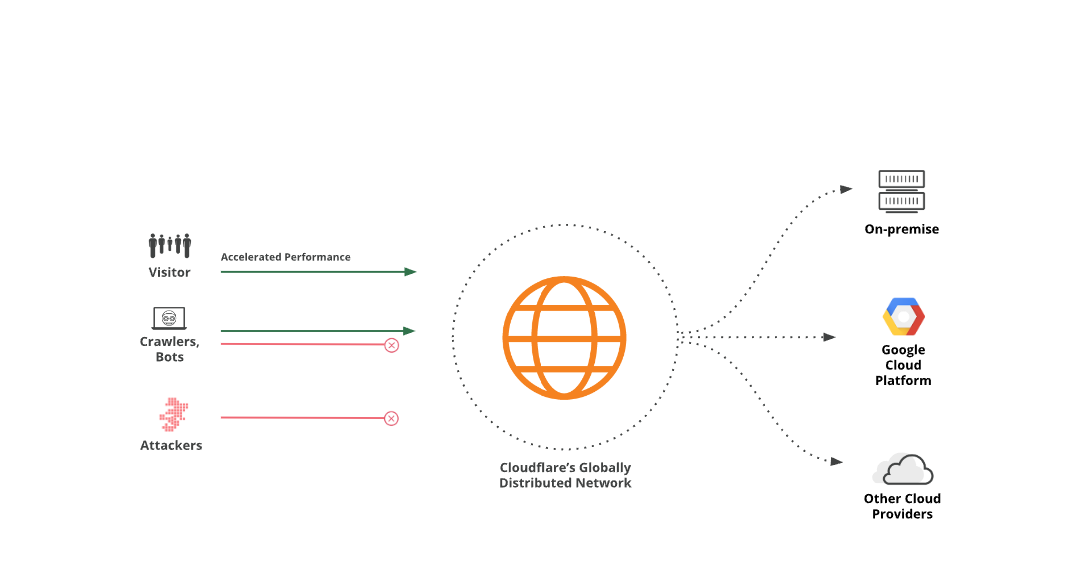 Visitor
Accelerated Performance
Crawlers,
Bots
Attackers
Cloudflare’s Globally
Distributed Network
On-premise
Google
Cloud
Platform
Other Cloud
Providers